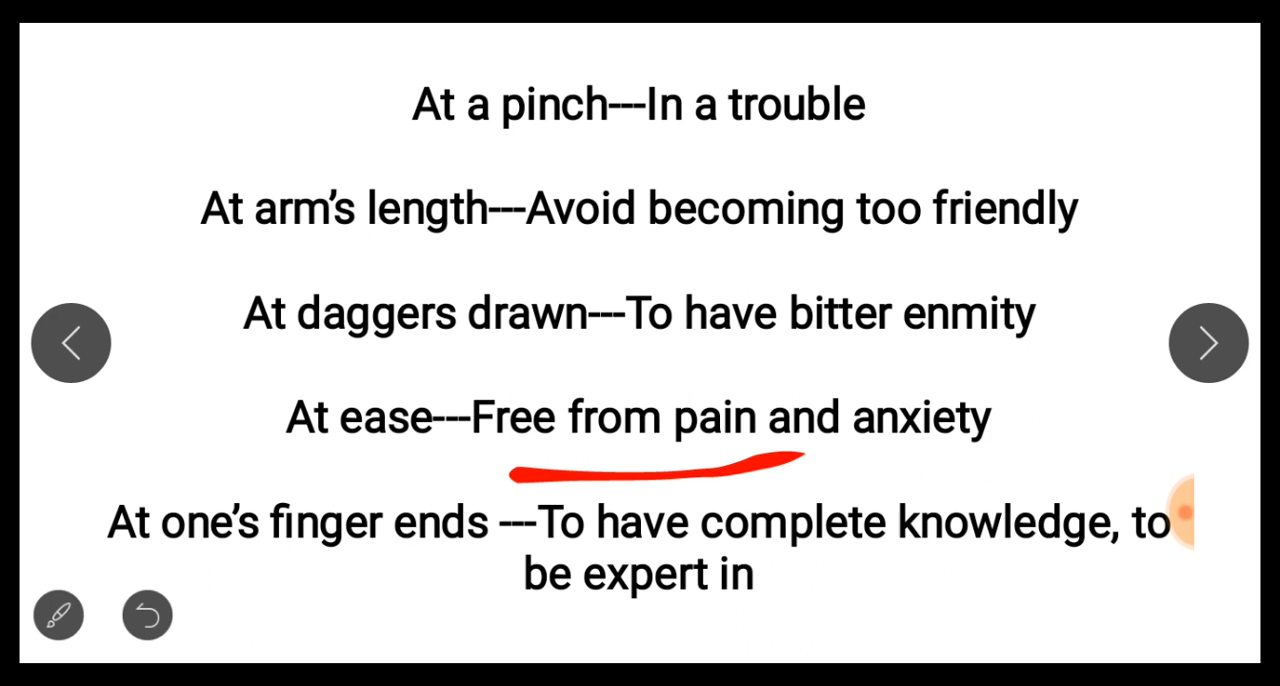 At a pinch---In a trouble
At arm's length---Avoid becoming too friendly
At daggers drawn---To have bitter enmity
At ease---Free from pain and anxiety
At one's finger ends ---To have complete knowledge, to
be expert in